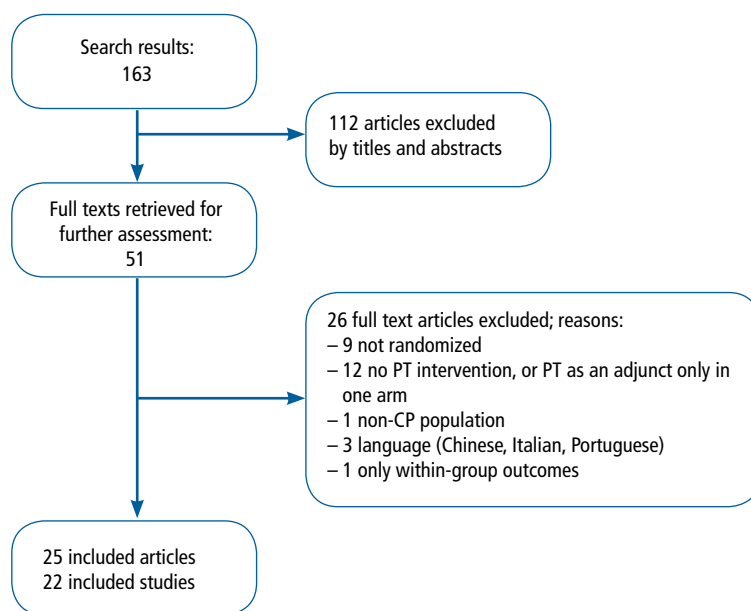 Search results:
163
112 articles excluded
by titles and abstracts
Full texts retrieved for
further assessment:
51
26 full text articles excluded; reasons:
– 9 not randomized
– 12 no PT intervention, or PT as an adjunct only in
one arm
– 1 non-CP population
– 3 language (Chinese, Italian, Portuguese)
– 1 only within-group outcomes
25 included articles
22 included studies